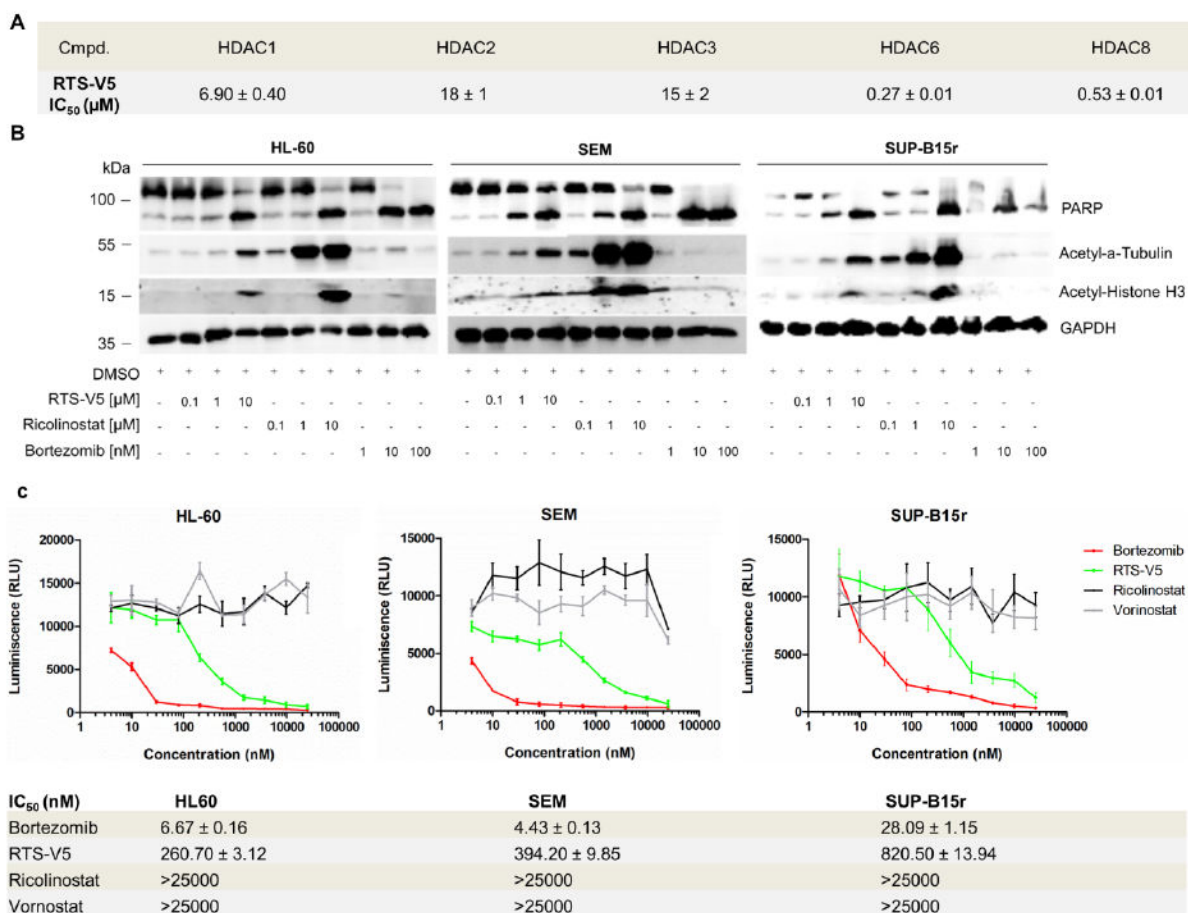 A
Cmpd. HDAC1 HDAC2 HDAC3 HDAC6 HDAC8
RTS-V5
IC50 (µM) 6.90 ± 0.40 18 ± 1 15 ± 2 0.27 ± 0.01 0.53 ± 0.01
B
HL-60 SEM SUP-B15r
kDa
100 PARP
55 Acetyl-a-Tubulin
15 Acetyl-Histone H3
35 GAPDH
DMSO + + + + + + + + + + + + + + + + + + + + + + + + + + + + + +
RTS-V5 [µM] - 0.1 1 10 - - - - - - - 0.1 1 10 - - - - - - - 0.1 1 10 - - - - - -
Ricolinostat [µM] - - - - 0.1 1 10 - - - - - - - 0.1 1 10 - - - - - - - 0.1 1 10 - - -
Bortezomib [nM] - - - - - - - 1 10 100 - - - - - - - 1 10 100 - - - - - - - 1 10 100
c
HL-60 SEM SUP-B15r
Luminiscence (RLU)
20000
15000
10000
5000
0
1 10 100 1000 10000 100000
Concentration (nM)
Luminiscence (RLU)
15000
10000
5000
0
1 10 100 1000 10000 100000
Concentration (nM)
Luminiscence (RLU)
15000
10000
5000
0
1 10 100 1000 10000 100000
Concentration (nM)
Bortezomib
RTS-V5
Ricolinostat
Vorinostat
IC50 (nM) HL60 SEM SUP-B15r
Bortezomib 6.67 ± 0.16 4.43 ± 0.13 28.09 ± 1.15
RTS-V5 260.70 ± 3.12 394.20 ± 9.85 820.50 ± 13.94
Ricolinostat >25000 >25000 >25000
Vornostat >25000 >25000 >25000